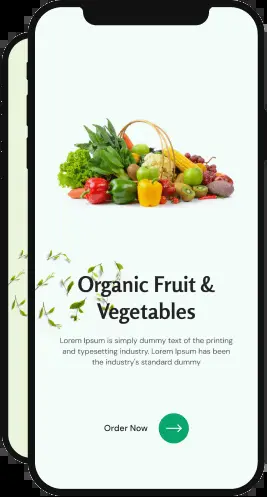 Organic Fruit &
Vegetables
Lorem Ipsum is simply dummy text of the printing
and typesetting industry. Lorem Ipsum has been
the industry's standard dummy
Order Now